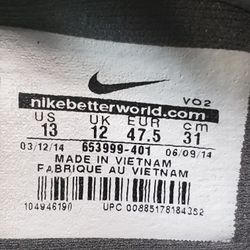 VO2
nikebetterworld.com
US UK EUR cm
13 12 47.5 31
03/12/14 653999-401 06/09/14
MADE IN VIETNAM
FABRIQUE AU VIETNAM
104946190 UPC 00885178184352